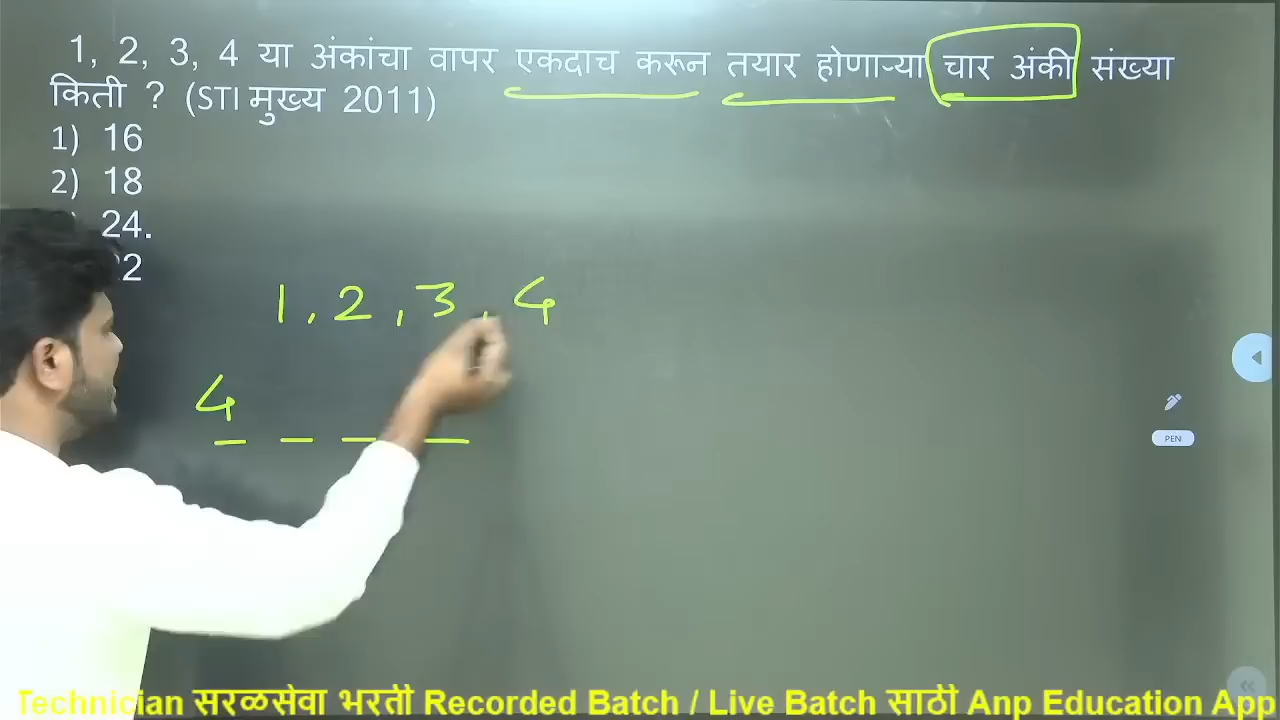 1, 2, 3, 4 या अंकांचा वापर एकदाच करून तयार होणाऱ्या चार अंकी संख्या
किती ? (STI मुख्य 2011)
1) 16
2) 18
24.
2
1, 2, 3, 4
4
PEN
Technician सरळसेवा भरती Recorded Batch / Live Batch साठी Anp Education App